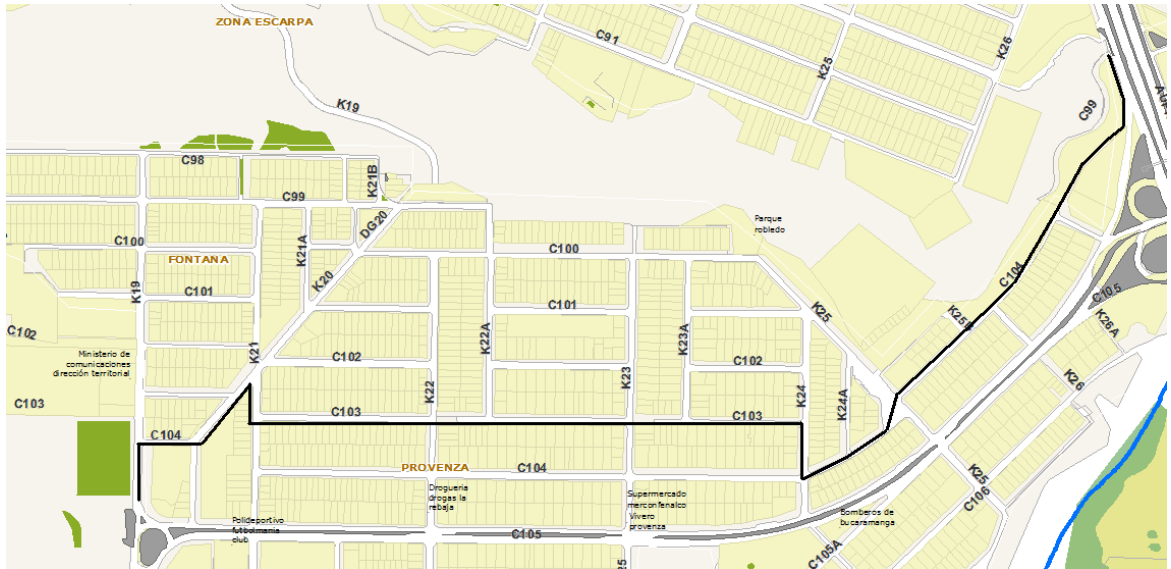 ZONA ESCARPA
C91
K26
K25
K19
C99
C98
K21B
C99
DG20
Parque
robledo
C100
K21A
C100
FONTANA
K19
K20
C101
C101
C101
C105
K25
K25B
K26A
C102
K21
K22A
K23A
C102
C102
Ministerio de
comunicaciones
dirección territorial
K22
K23
K24
K24A
K26
C103
C103
C103
C104
PROVENZA
C104
K25
C106
Drogueria
drogas la
rebaja
Supermercado
mercontenalco
Vivero
provenza
Bomberos de
bucaramanga
Polideportivo
futbolmania
club
C105
C105A